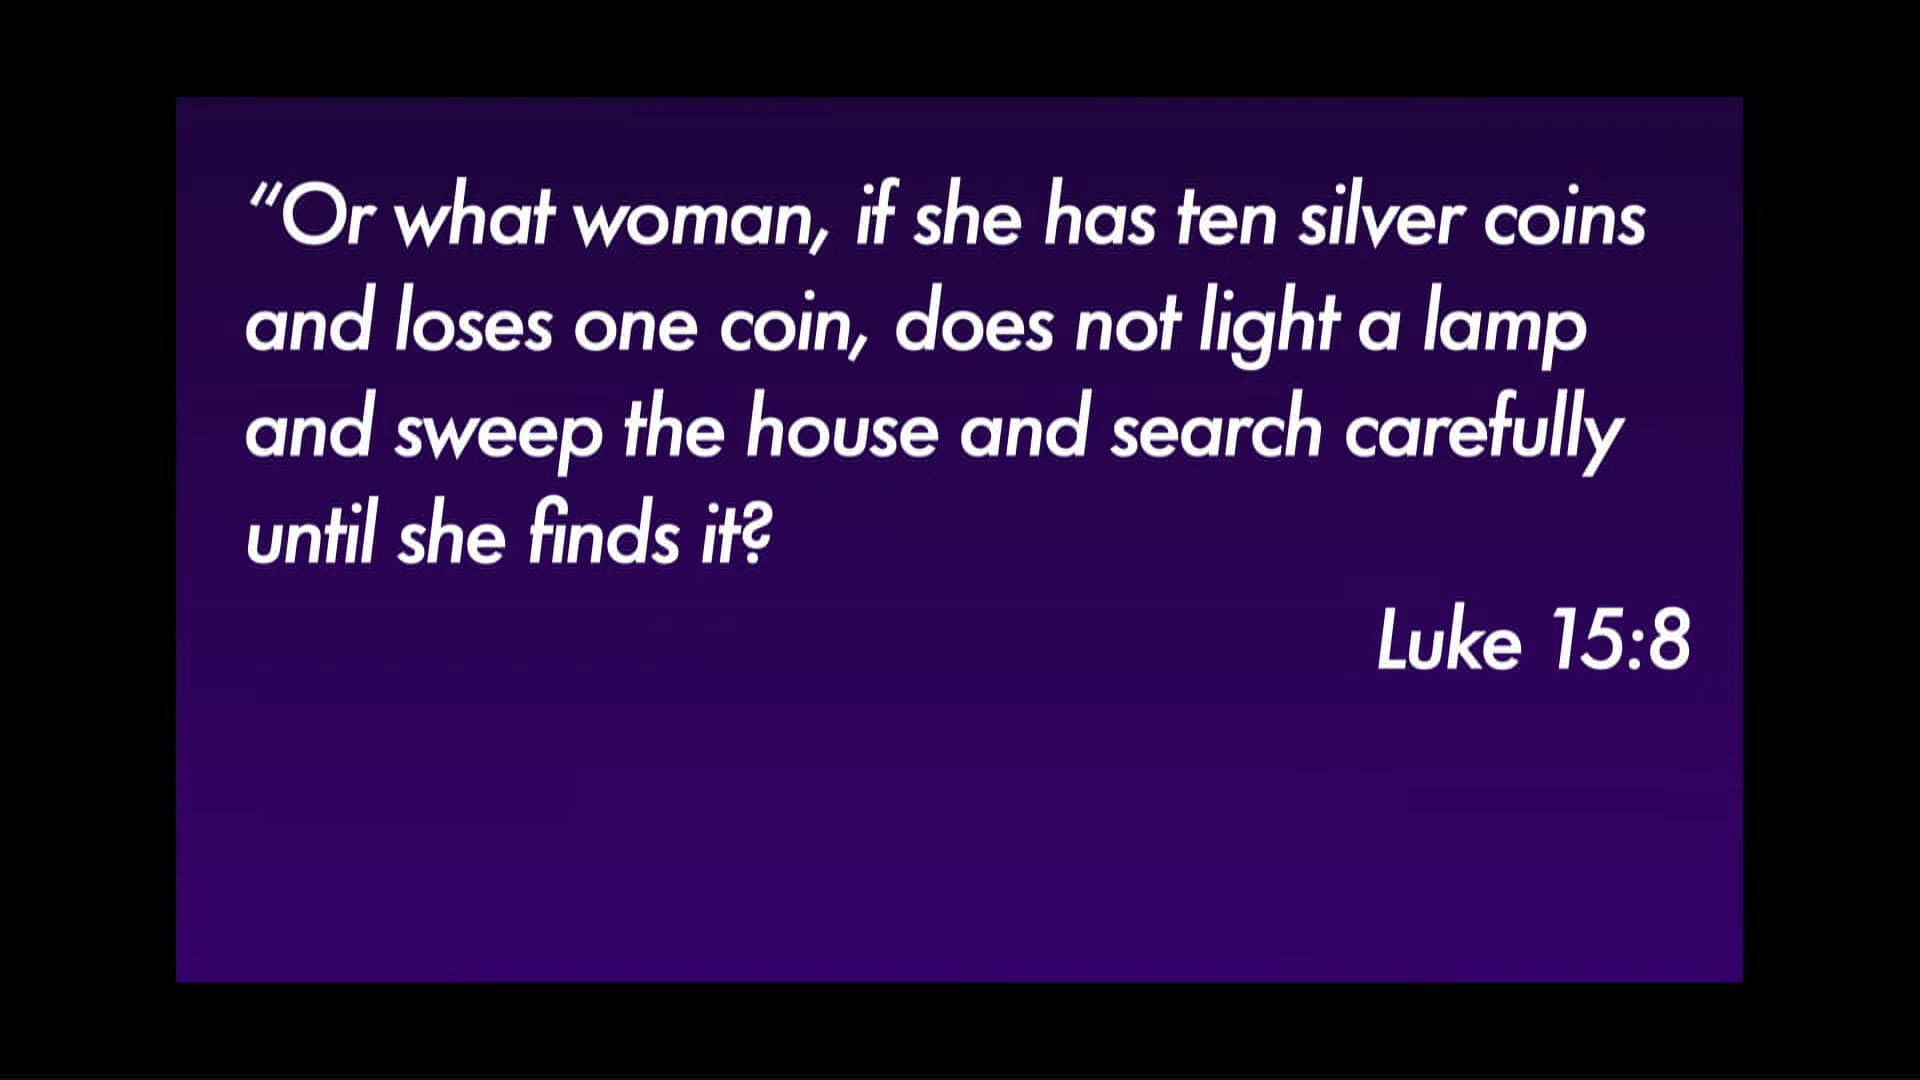 "Or what woman, if she has ten silver coins
and loses one coin, does not light a lamp
and sweep the house and search carefully
until she finds it?
Luke 15:8